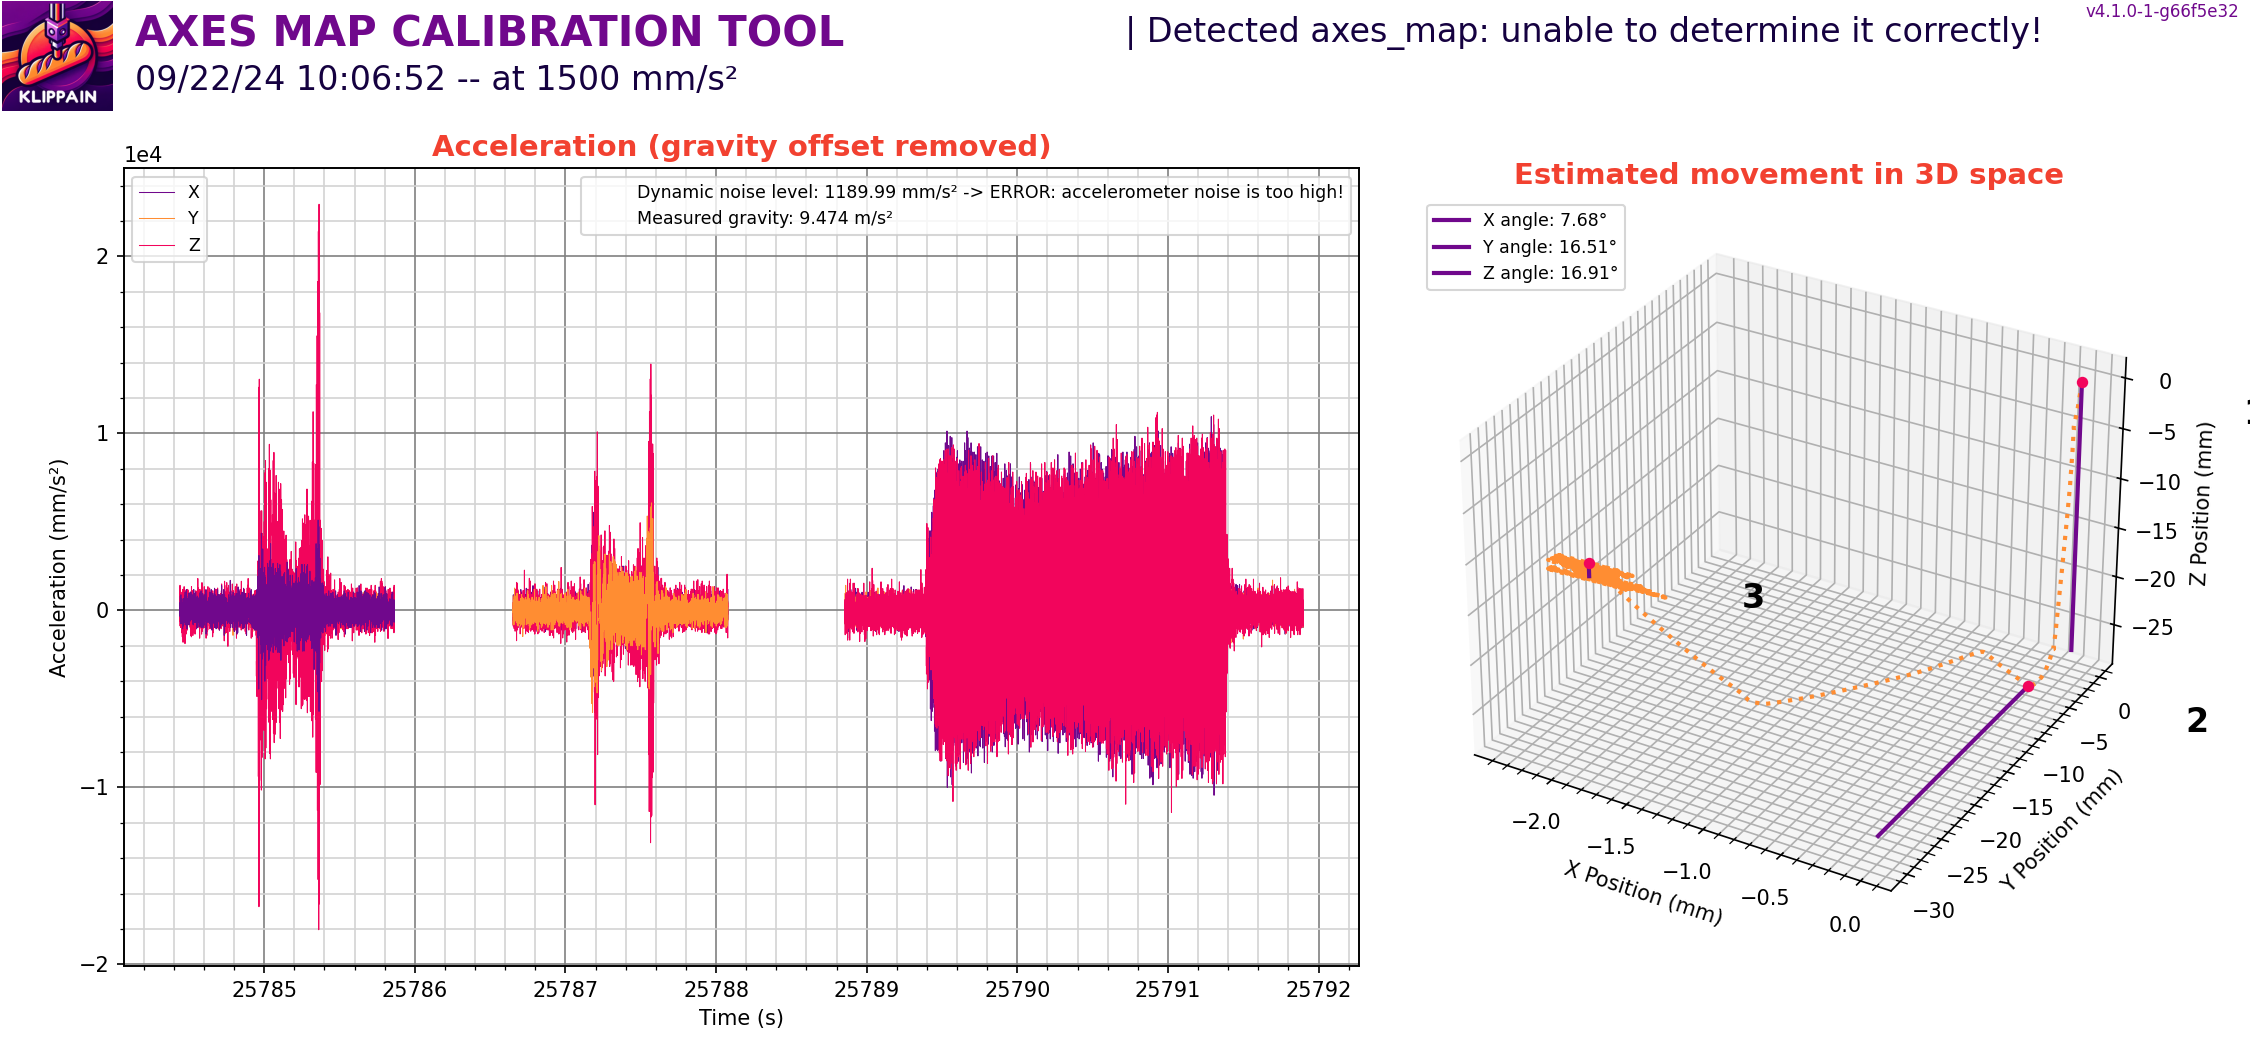 AXES MAP CALIBRATION TOOL
| Detected axes_map: unable to determine it correctly!
v4.1.0-1-g66f5e32
09/22/24 10:06:52 -- at 1500 mm/s²
KLIPPAIN
Acceleration (gravity offset removed)
1e4
X
Y
Z
Dynamic noise level: 1189.99 mm/s² -> ERROR: accelerometer noise is too high!
Measured gravity: 9.474 m/s²
2
1
0
−1
−2
Acceleration (mm/s²)
25785
25786
25787
25788
25789
25790
25791
25792
Time (s)
Estimated movement in 3D space
X angle: 7.68°
Y angle: 16.51°
Z angle: 16.91°
0
−5
−10
−15
−20
−25
Z Position (mm)
3
2
0
−5
−10
−15
−20
−25
−30
Y Position (mm)
−2.0
−1.5
−1.0
−0.5
0.0
X Position (mm)